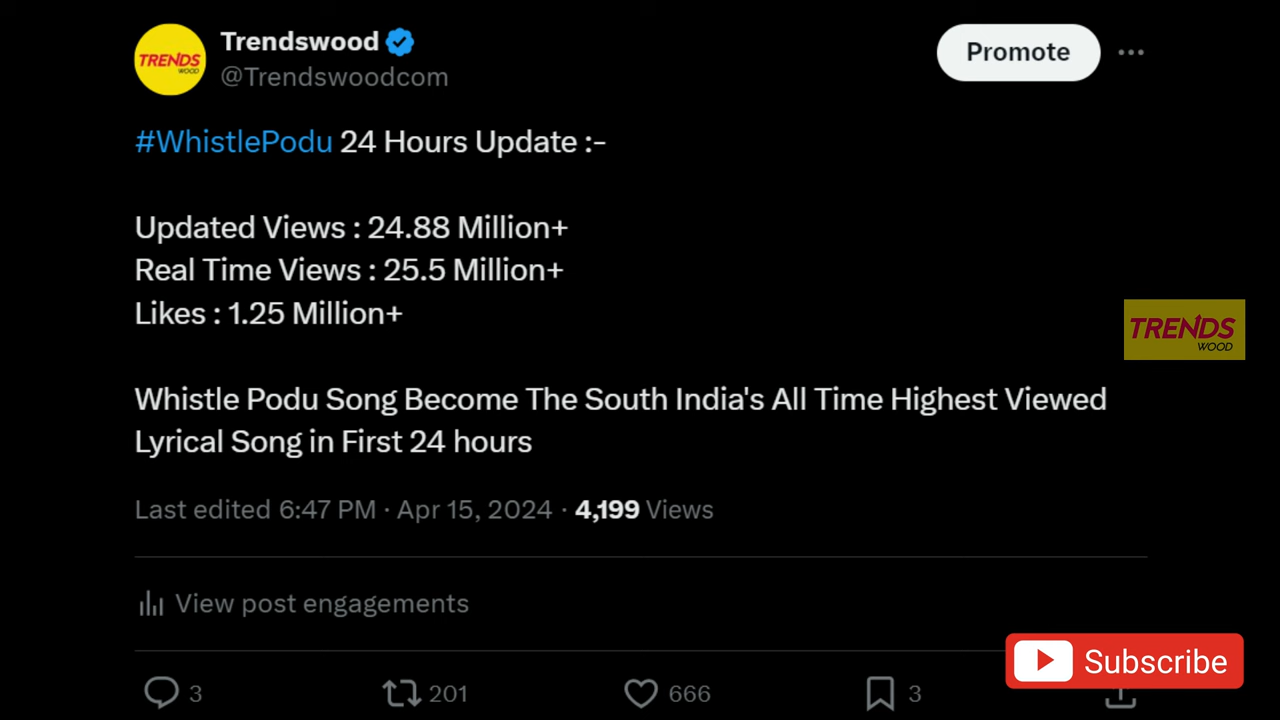 TRENDS
WOOD
Trendswood
@Trendswoodcom
Promote
#WhistlePodu 24 Hours Update :-
Updated Views : 24.88 Million+
Real Time Views : 25.5 Million+
Likes : 1.25 Million+
TRENDS
WOOD
Whistle Podu Song Become The South India's All Time Highest Viewed
Lyrical Song in First 24 hours
Last edited 6:47 PM · Apr 15, 2024 · 4,199 Views
View post engagements
Subscribe
3 201 666 3